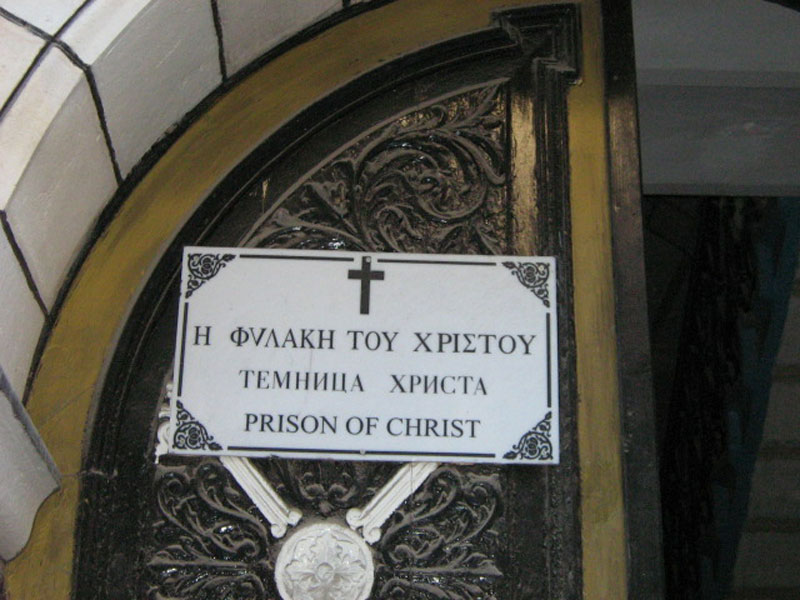 Η ΦΥΛΑΚΗ ΤΟΥ ΧΡΙΣΤΟΥ
ТЕМНИЦА ХРИСТА
PRISON OF CHRIST